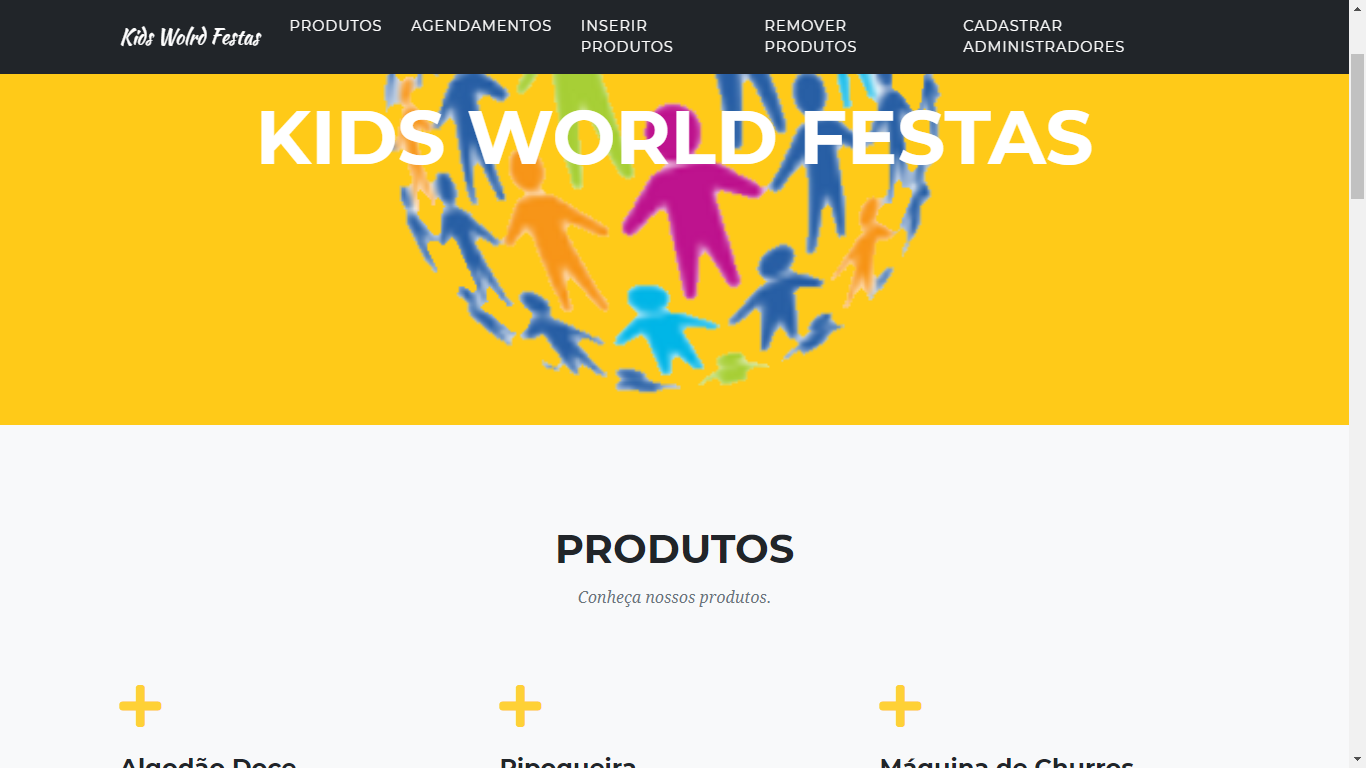 Kids Wolrd Festas
PRODUTOS
AGENDAMENTOS
INSERIR
PRODUTOS
REMOVER
PRODUTOS
CADASTRAR
ADMINISTRADORES
KIDS WORLD FESTAS
PRODUTOS
Conheça nossos produtos.
Algodão Doce
Pipoqueira
Máquina de Churros